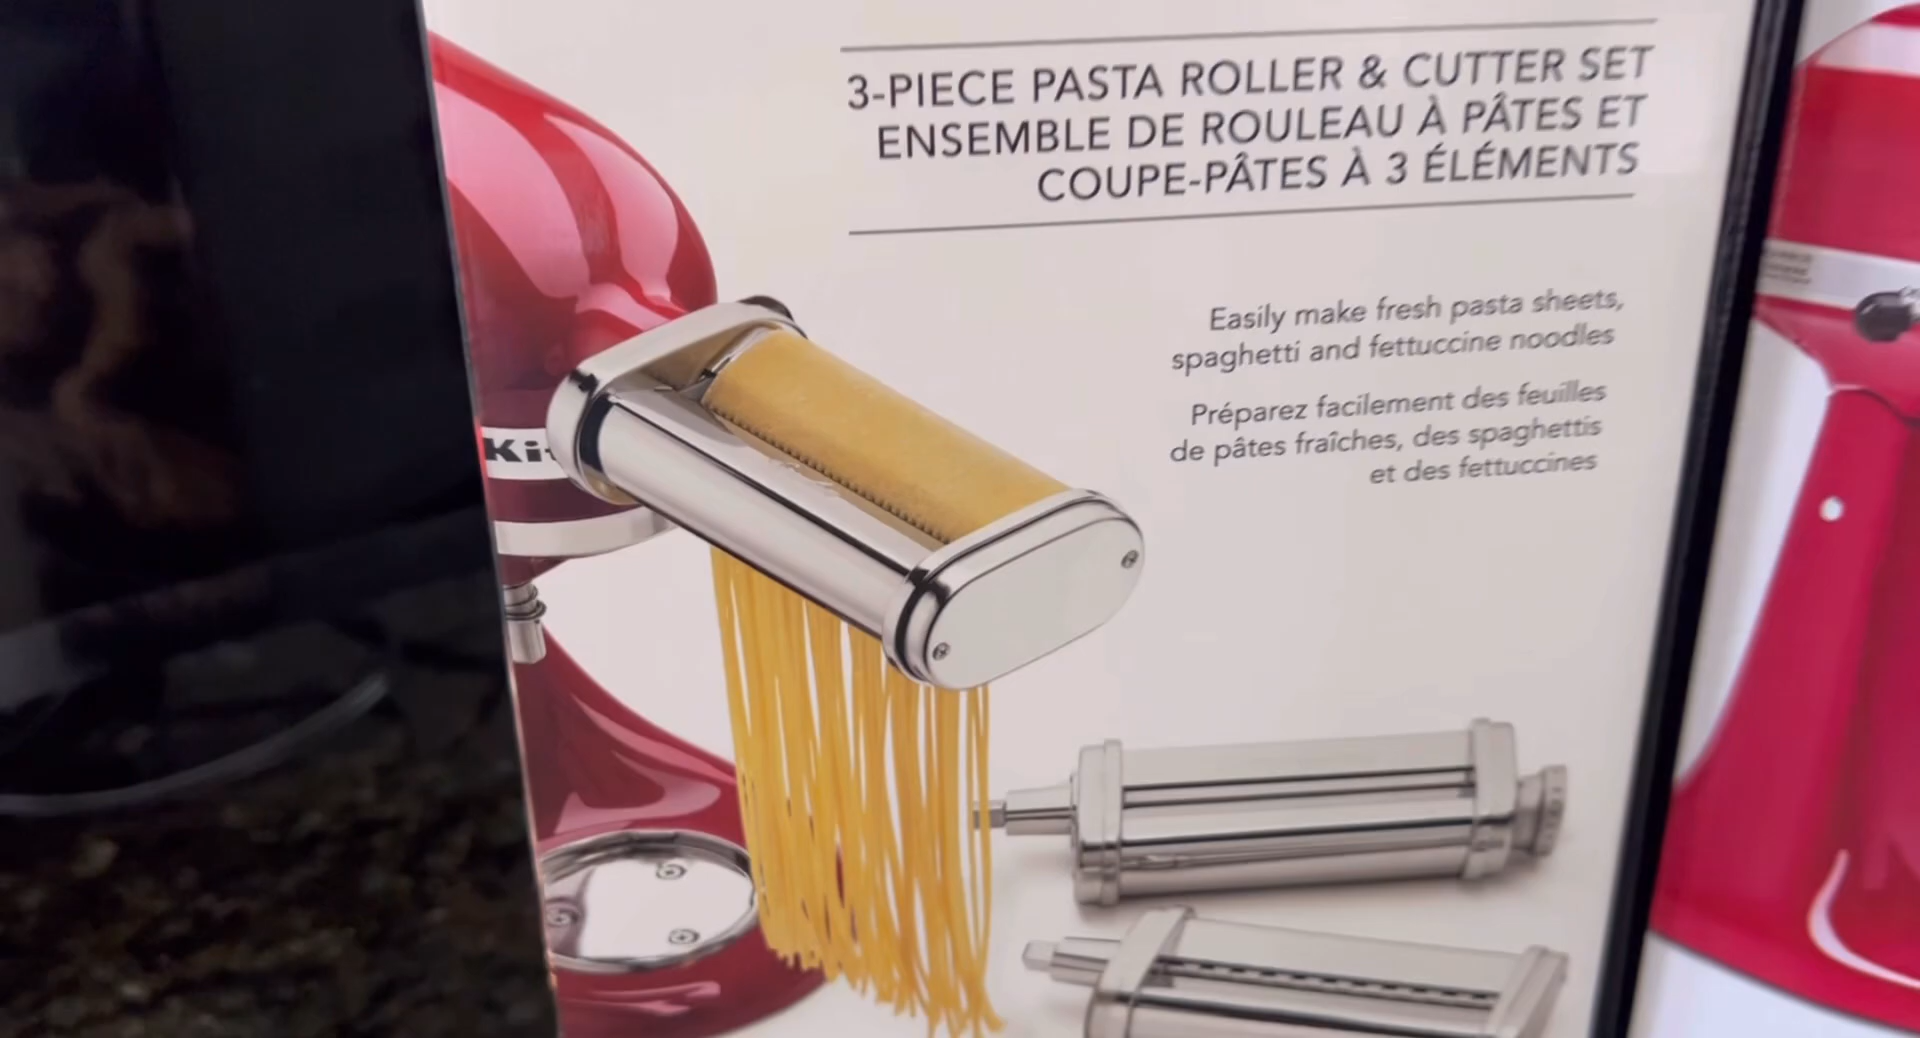 3-PIECE PASTA ROLLER & CUTTER SET
ENSEMBLE DE ROULEAU À PÂTES ET
COUPE-PÂTES À 3 ÉLÉMENTS
Easily make fresh pasta sheets,
spaghetti and fettuccine noodles
Préparez facilement des feuilles
de pâtes fraîches, des spaghettis
et des fettuccines
Kit